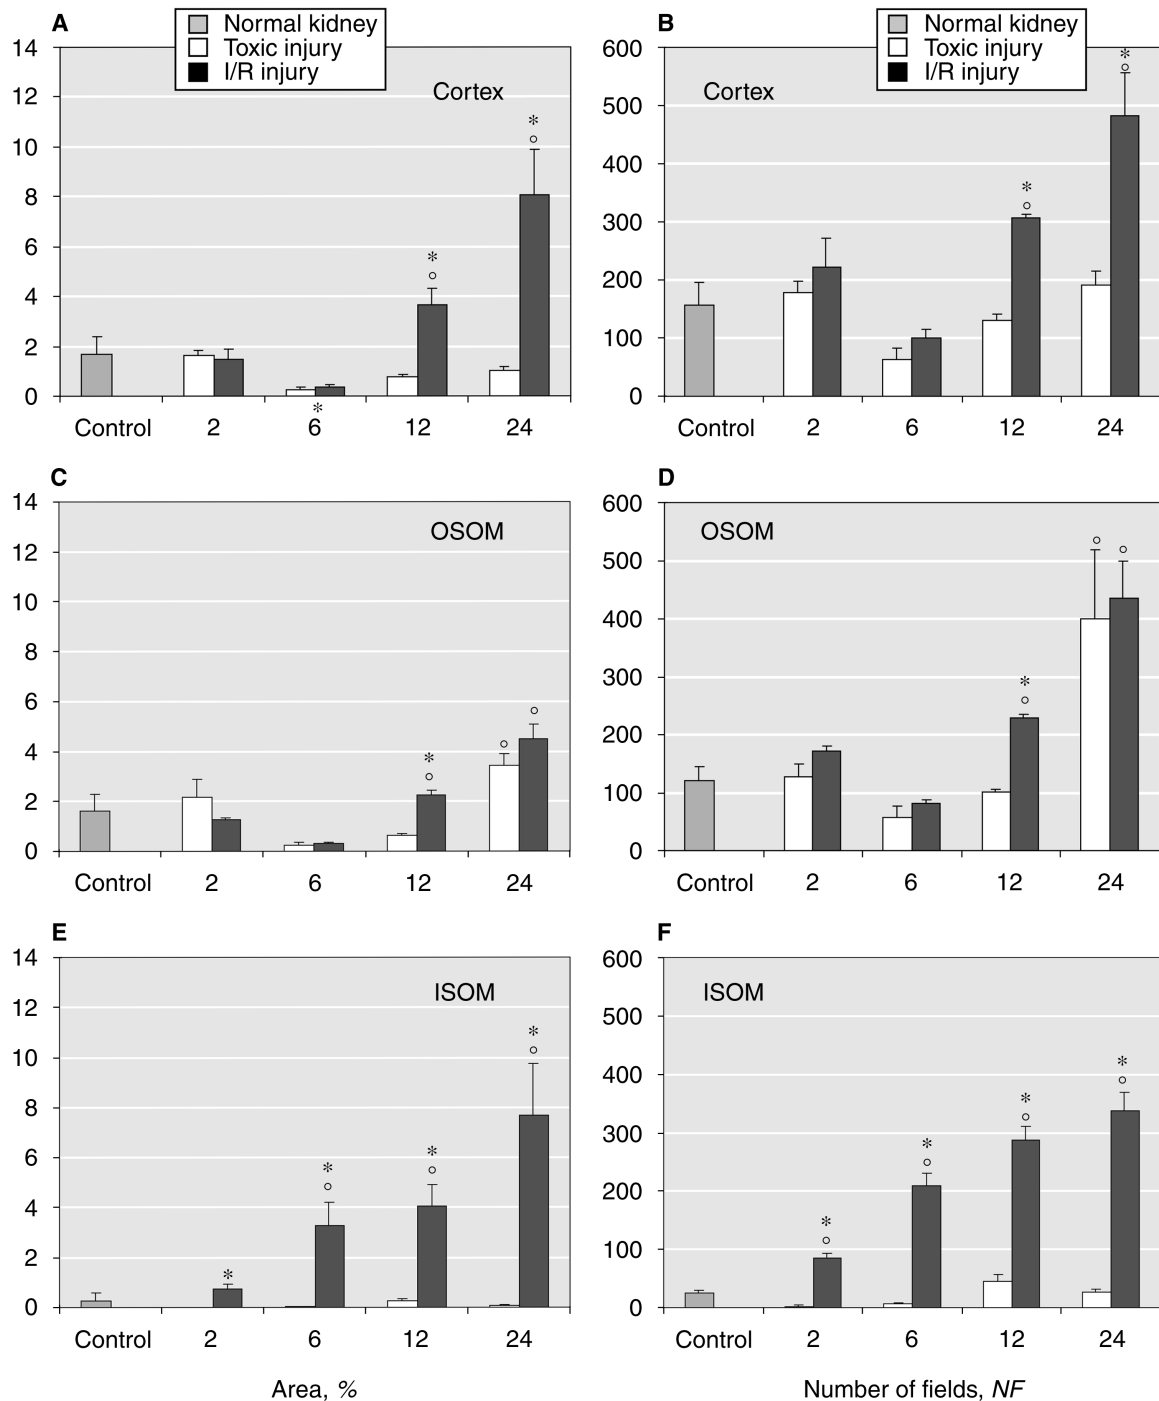 A
Normal kidney
Toxic injury
I/R injury
Cortex
14
12
10
8
6
4
2
0
*
*
*
Control 2 6 12 24
B
Normal kidney
Toxic injury
I/R injury
Cortex
600
500
400
300
200
100
0
*
*
Control 2 6 12 24
C
OSOM
14
12
10
8
6
4
2
0
*
Control 2 6 12 24
D
OSOM
600
500
400
300
200
100
0
*
Control 2 6 12 24
E
ISOM
14
12
10
8
6
4
2
0
*
*
*
*
Control 2 6 12 24
Area, %
F
ISOM
600
500
400
300
200
100
0
*
*
*
*
Control 2 6 12 24
Number of fields, NF